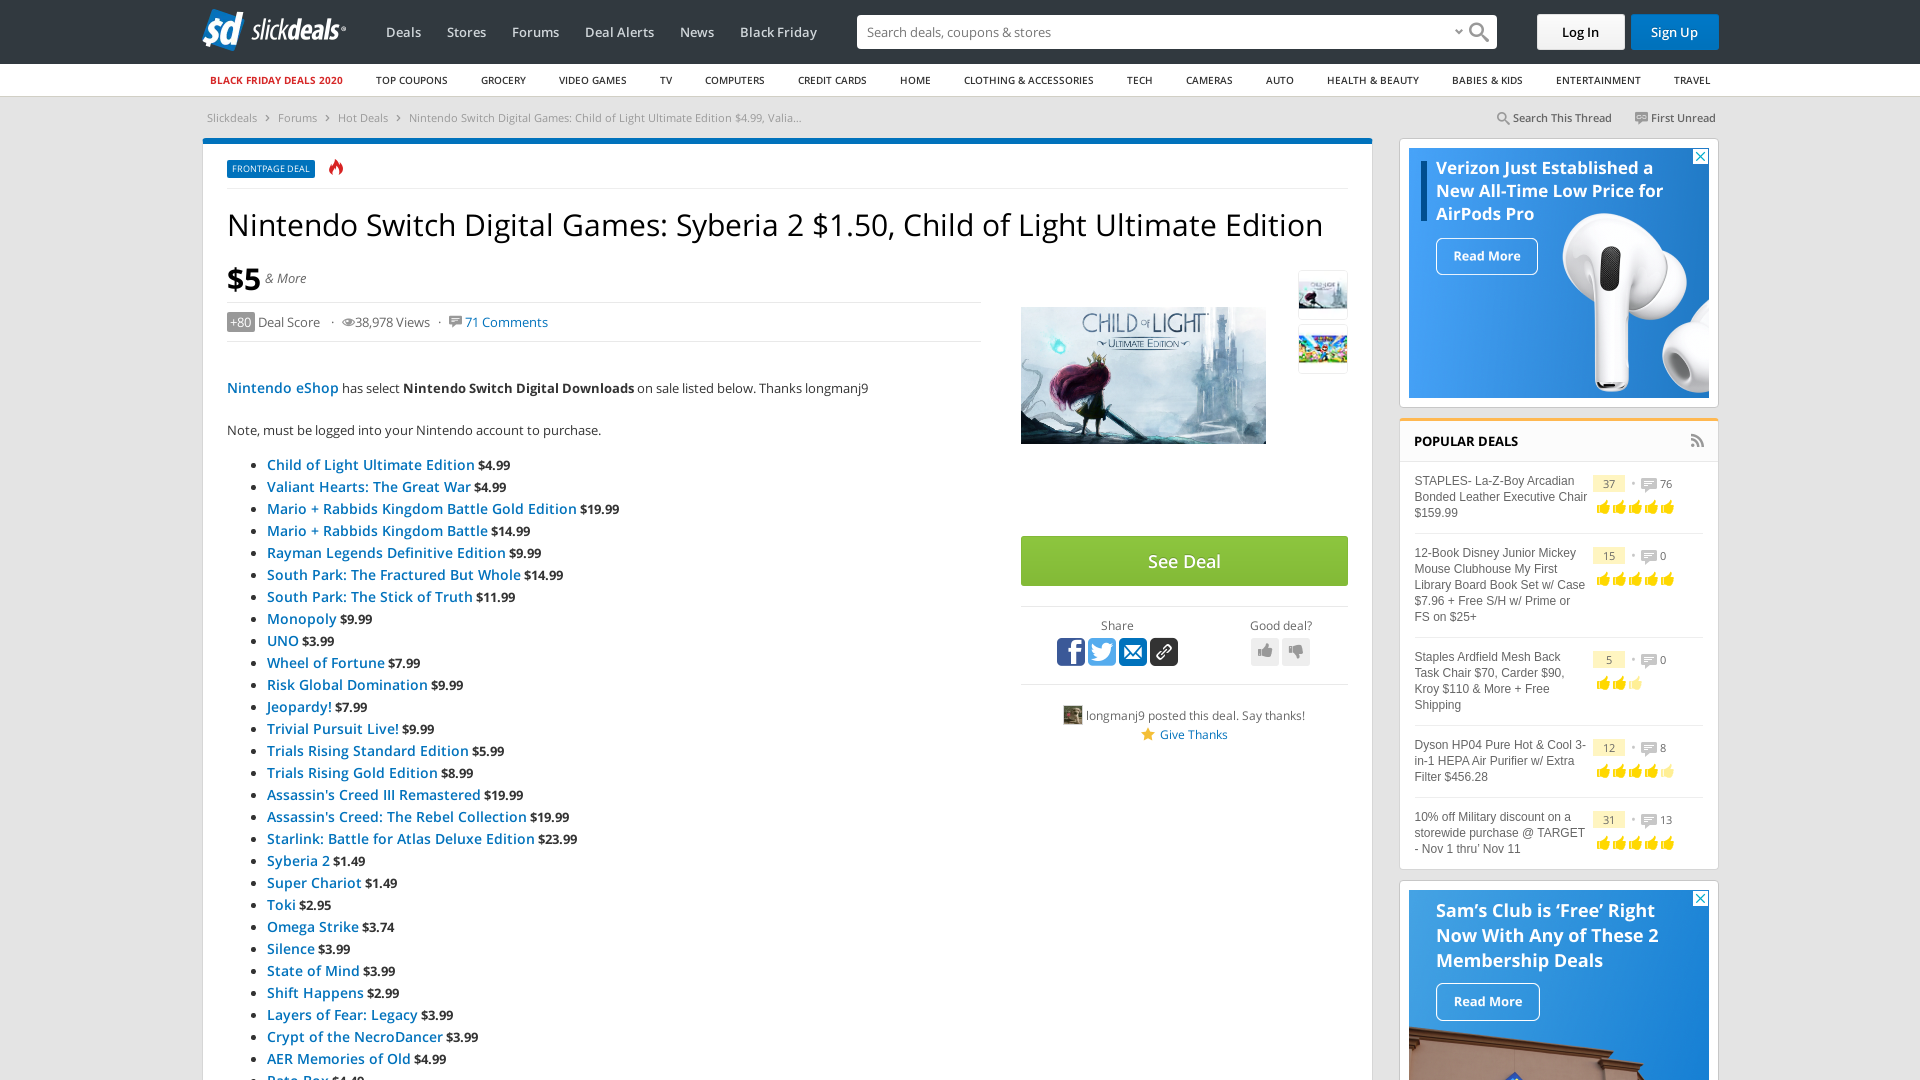 slickdeals
Deals
Stores
Forums
Deal Alerts
News
Black Friday
Search deals, coupons & shops
Log In
Sign Up
BLACK FRIDAY DEALS 2020
TOP COUPONS
GROCERY
VIDEO GAMES
TV
COMPUTERS
CREDIT CARDS
HOME
CLOTHING & ACCESSORIES
TECH
CAMERAS
AUTO
HEALTH & BEAUTY
BABIES & KIDS
ENTERTAINMENT
TRAVEL
Slickdeals › Forums › Hot Deals › Nintendo Switch Digital Games: Child of Light Ultimate Edition $4.99, Valia...
Search This Thread
First Unread
FRONTPAGE DEAL
Nintendo Switch Digital Games: Syberia 2 $1.50, Child of Light Ultimate Edition
$5 & More
+80 Deal Score · 38,978 Views · 71 Comments
Nintendo eShop has select Nintendo Switch Digital Downloads on sale listed below. Thanks longmanj9
Note, must be logged into your Nintendo account to purchase.
Child of Light Ultimate Edition $4.99
Valiant Hearts: The Great War $4.99
Mario + Rabbids Kingdom Battle Gold Edition $19.99
Mario + Rabbids Kingdom Battle $14.99
Rayman Legends Definitive Edition $9.99
South Park: The Fractured But Whole $14.99
South Park: The Stick of Truth $11.99
Monopoly $9.99
UNO $3.99
Wheel of Fortune $7.99
Risk Global Domination $9.99
Jeopardy! $7.99
Trivial Pursuit Live! $9.99
Trials Rising Standard Edition $5.99
Trials Rising Gold Edition $8.99
Assassin's Creed III Remastered $19.99
Assassin's Creed: The Rebel Collection $19.99
Starlink: Battle for Atlas Deluxe Edition $23.99
Syberia 2 $1.49
Super Chariot $1.49
Toki $2.95
Omega Strike $3.74
Silence $3.99
State of Mind $3.99
Shift Happens $2.99
Layers of Fear: Legacy $3.99
Crypt of the NecroDancer $3.99
AER Memories of Old $4.99
CHILD OF LIGHT
ULTIMATE EDITION
See Deal
Share
Good deal?
longmanj9 posted this deal. Say thanks!
Give Thanks
Verizon Just Established a
New All-Time Low Price for
AirPods Pro
Read More
POPULAR DEALS
STAPLES- La-Z-Boy Arcadian
Bonded Leather Executive Chair
$159.99
37 • 76
12-Book Disney Junior Mickey
Mouse Clubhouse My First
Library Board Book Set w/ Case
$7.96 + Free S/H w/ Prime or
FS on $25+
15 • 0
Staples Ardfield Mesh Back
Task Chair $70, Carder $90,
Kroy $110 & More + Free
Shipping
5 • 0
Dyson HP04 Pure Hot & Cool 3-
in-1 HEPA Air Purifier w/ Extra
Filter $456.28
12 • 8
10% off Military discount on a
storewide purchase @ TARGET
- Nov 1 thru' Nov 11
31 • 13
Sam's Club is 'Free' Right
Now With Any of These 2
Membership Deals
Read More